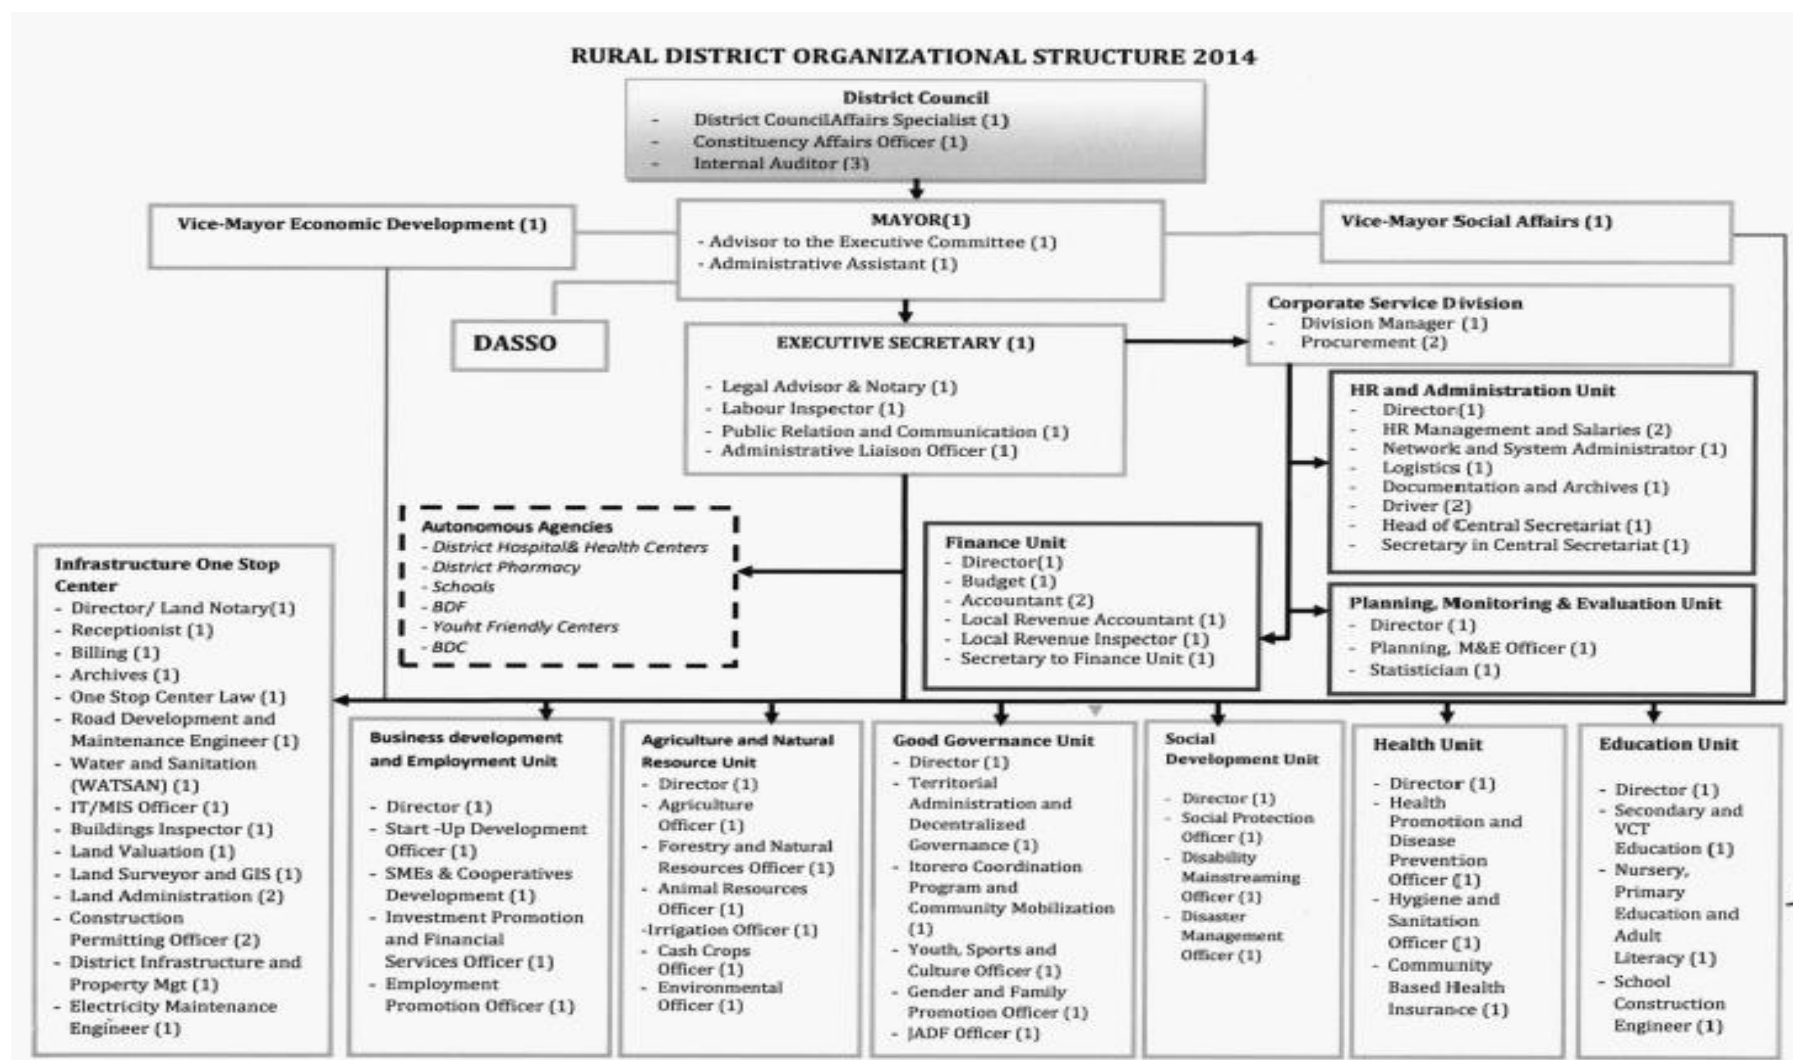 RURAL DISTRICT ORGANIZATIONAL STRUCTURE 2014
District Council
- District CouncilAffairs Specialist (1)
- Constituency Affairs Officer (1)
- Internal Auditor (3)
Vice-Mayor Economic Development (1)
MAYOR(1)
- Advisor to the Executive Committee (1)
- Administrative Assistant (1)
Vice-Mayor Social Affairs (1)
DASSO
EXECUTIVE SECRETARY (1)
- Legal Advisor & Notary (1)
- Labour Inspector (1)
- Public Relation and Communication (1)
- Administrative Liaison Officer (1)
Corporate Service Division
- Division Manager (1)
- Procurement (2)
HR and Administration Unit
- Director(1)
- HR Management and Salaries (2)
- Network and System Administrator (1)
- Logistics (1)
- Documentation and Archives (1)
- Driver (2)
- Head of Central Secretariat (1)
- Secretary in Central Secretariat (1)
Autonomous Agencies
- District Hospital& Health Centers
- District Pharmacy
- Schools
- BDF
- Youht Friendly Centers
- BDC
Finance Unit
- Director(1)
- Budget (1)
- Accountant (2)
- Local Revenue Accountant (1)
- Local Revenue Inspector (1)
- Secretary to Finance Unit (1)
Planning, Monitoring & Evaluation Unit
- Director (1)
- Planning, M&E Officer (1)
- Statistician (1)
Infrastructure One Stop
Center
- Director/ Land Notary(1)
- Receptionist (1)
- Billing (1)
- Archives (1)
- One Stop Center Law (1)
- Road Development and
Maintenance Engineer (1)
- Water and Sanitation
(WATSAN) (1)
- IT/MIS Officer (1)
- Buildings Inspector (1)
- Land Valuation (1)
- Land Surveyor and GIS (1)
- Land Administration (2)
- Construction
Permitting Officer (2)
- District Infrastructure and
Property Mgt (1)
- Electricity Maintenance
Engineer (1)
Business development
and Employment Unit
- Director (1)
- Start -Up Development
Officer (1)
- SMEs & Cooperatives
Development (1)
- Investment Promotion
and Financial
Services Officer (1)
- Employment
Promotion Officer (1)
Agriculture and Natural
Resource Unit
- Director (1)
- Agriculture
Officer (1)
- Forestry and Natural
Resources Officer (1)
- Animal Resources
Officer (1)
-Irrigation Officer (1)
- Cash Crops
Officer (1)
- Environmental
Officer (1)
Good Governance Unit
- Director (1)
- Territorial
Administration and
Decentralized
Governance (1)
- Itorero Coordination
Program and
Community Mobilization
(1)
- Youth, Sports and
Culture Officer (1)
- Gender and Family
Promotion Officer (1)
- JADF Officer (1)
Social
Development Unit
- Director (1)
- Social Protection
Officer (1)
- Disability
Mainstreaming
Officer (1)
- Disaster
Management
Officer (1)
Health Unit
- Director (1)
- Health
Promotion and
Disease
Prevention
Officer (1)
- Hygiene and
Sanitation
Officer (1)
- Community
Based Health
Insurance (1)
Education Unit
- Director (1)
- Secondary and
VCT
Education (1)
- Nursery,
Primary
Education and
Adult
Literacy (1)
- School
Construction
Engineer (1)